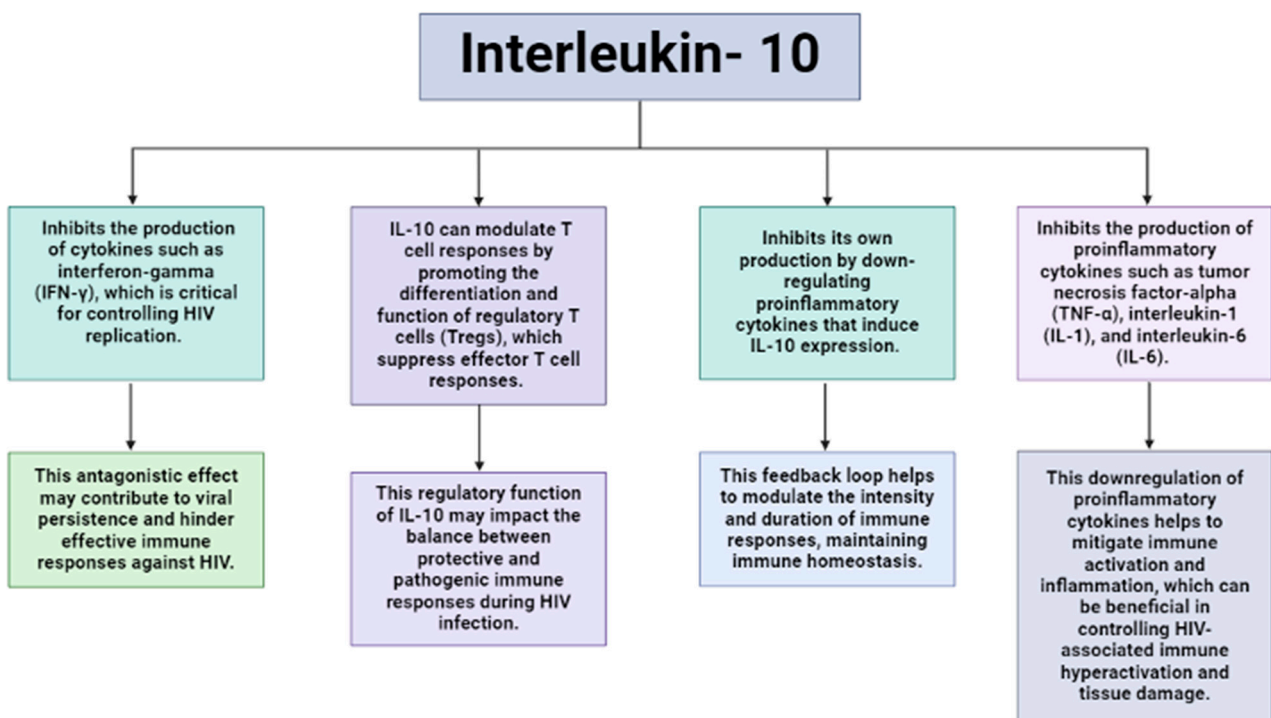 Interleukin- 10
Inhibits the production
of cytokines such as
interferon-gamma
(IFN-γ), which is critical
for controlling HIV
replication.
IL-10 can modulate T
cell responses by
promoting the
differentiation and
function of regulatory T
cells (Tregs), which
suppress effector T cell
responses.
Inhibits its own
production by down-
regulating
proinflammatory
cytokines that induce
IL-10 expression.
Inhibits the production of
proinflammatory
cytokines such as tumor
necrosis factor-alpha
(TNF-α), interleukin-1
(IL-1), and interleukin-6
(IL-6).
This antagonistic effect
may contribute to viral
persistence and hinder
effective immune
responses against HIV.
This regulatory function
of IL-10 may impact the
balance between
protective and
pathogenic immune
responses during HIV
infection.
This feedback loop helps
to modulate the intensity
and duration of immune
responses, maintaining
immune homeostasis.
This downregulation of
proinflammatory
cytokines helps to
mitigate immune
activation and
inflammation, which can
be beneficial in
controlling HIV-
associated immune
hyperactivation and
tissue damage.